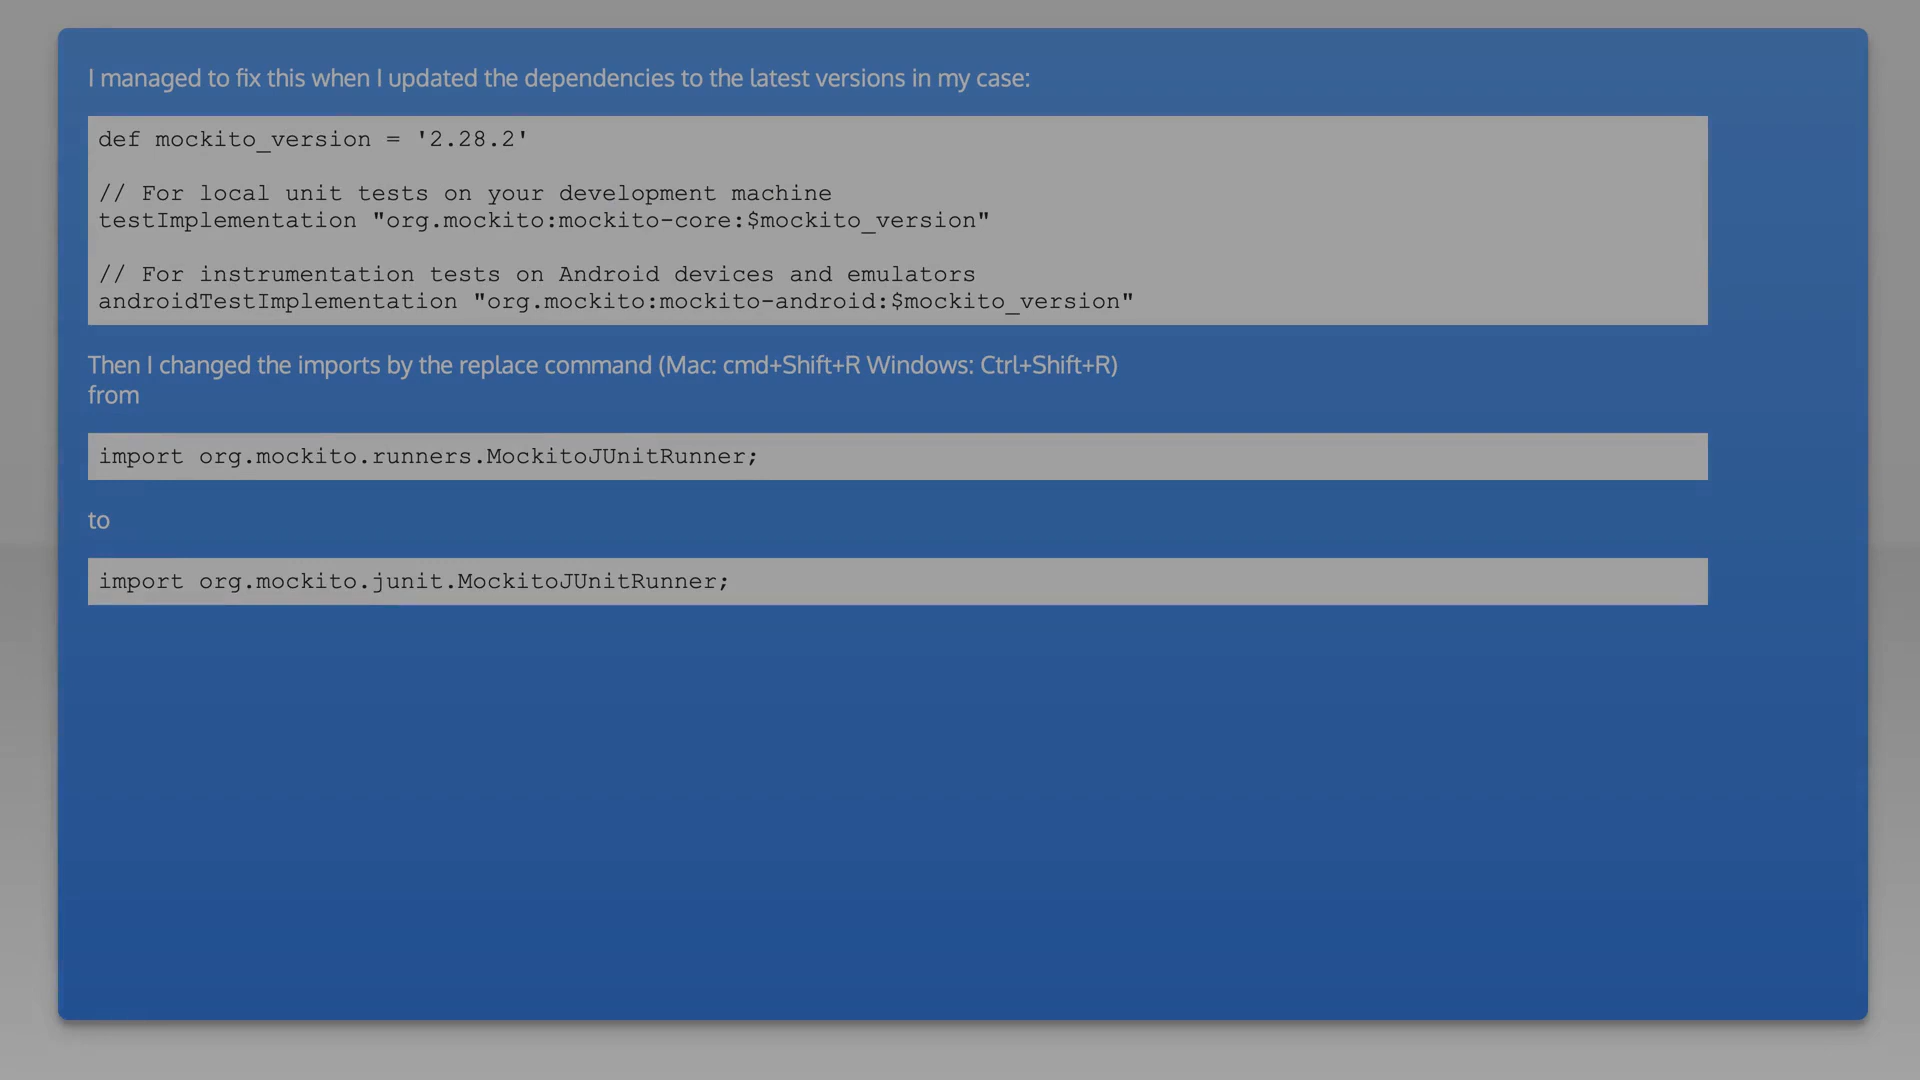 I managed to fix this when I updated the dependencies to the latest versions in my case:
def mockito_version = '2.28.2'
// For local unit tests on your development machine
testImplementation "org.mockito:mockito-core:$mockito_version"
// For instrumentation tests on Android devices and emulators
androidTestImplementation "org.mockito:mockito-android:$mockito_version"
Then I changed the imports by the replace command (Mac: cmd+Shift+R Windows: Ctrl+Shift+R)
from
import org.mockito.runners.MockitoJUnitRunner;
to
import org.mockito.junit.MockitoJUnitRunner;